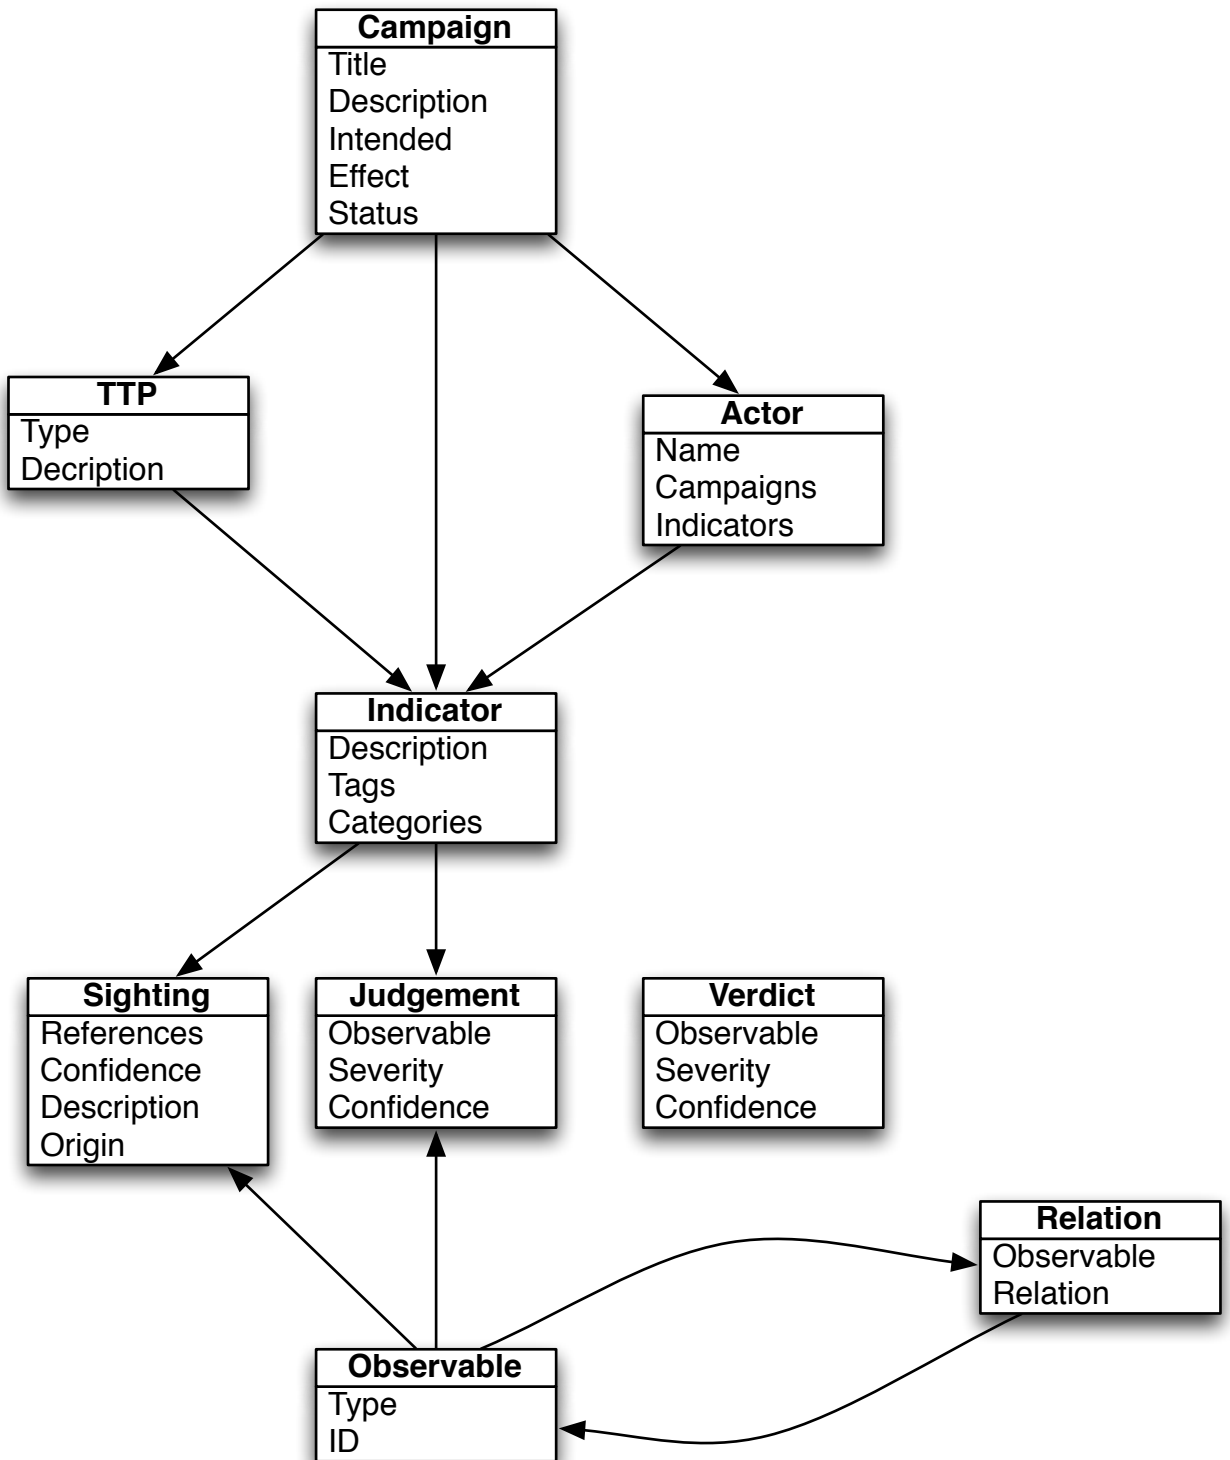 Campaign
Title
Description
Intended
Effect
Status
TTP
Type
Decription
Actor
Name
Campaigns
Indicators
Indicator
Description
Tags
Categories
Sighting
References
Confidence
Description
Origin
Judgement
Observable
Severity
Confidence
Verdict
Observable
Severity
Confidence
Relation
Observable
Relation
Observable
Type
ID